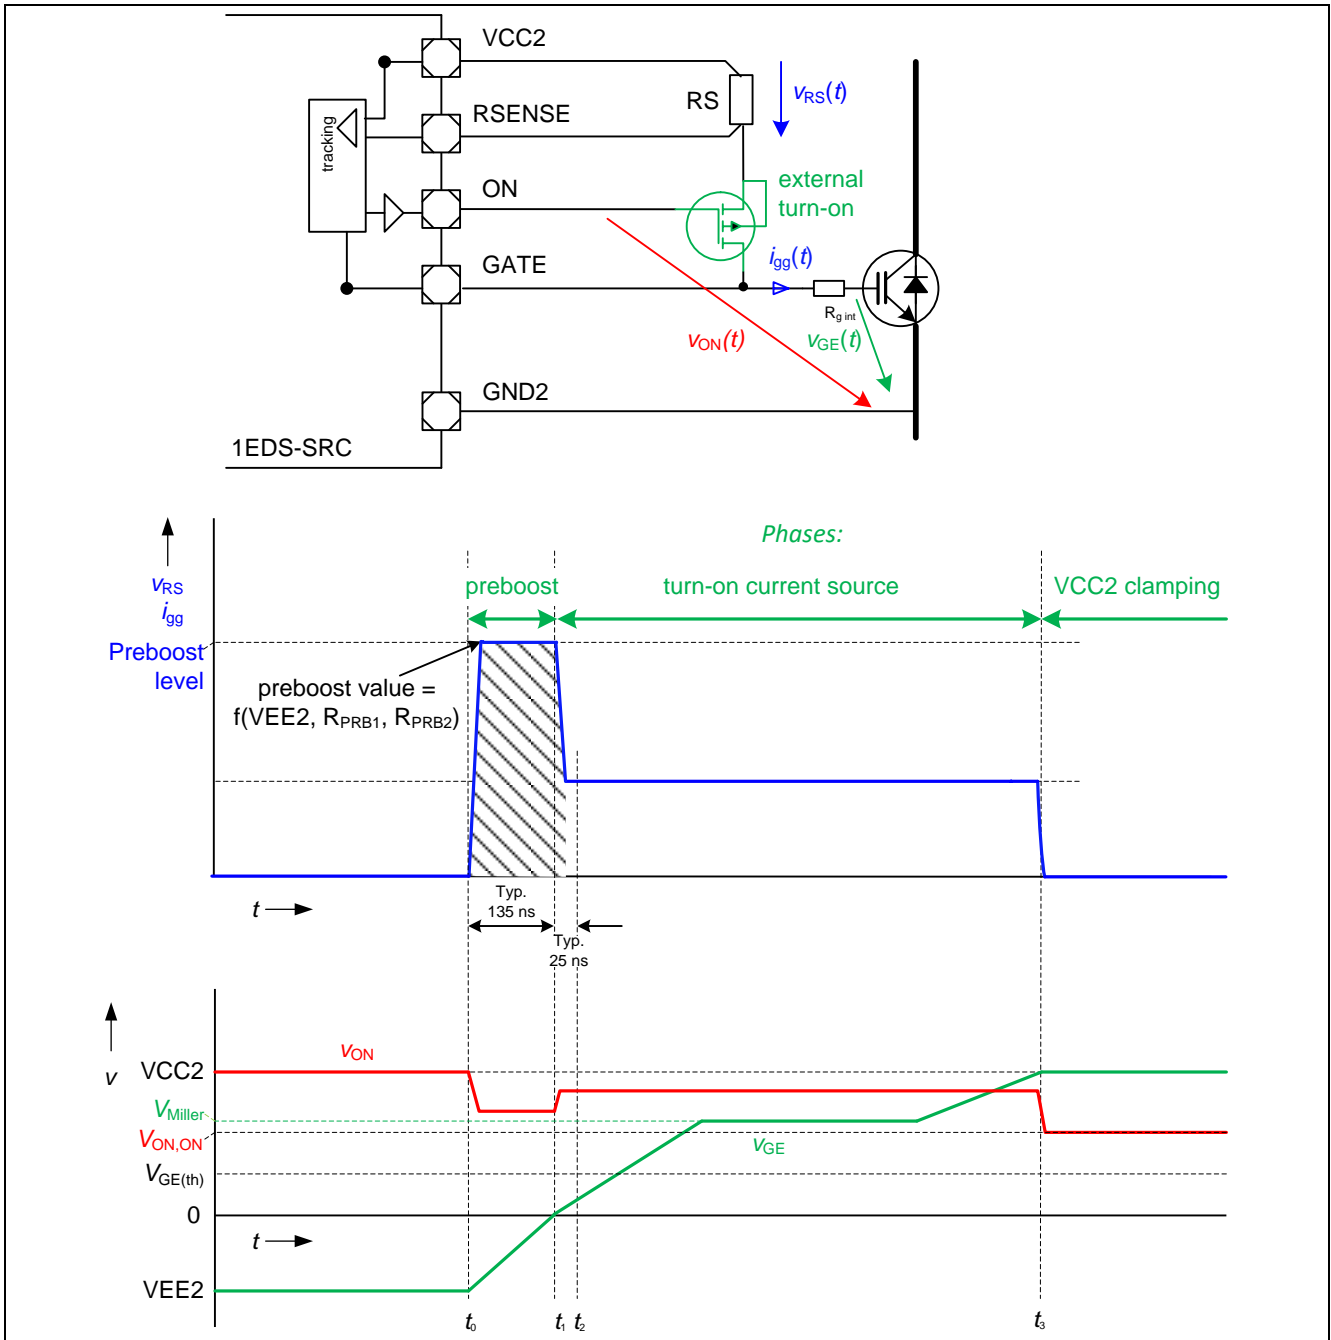 VCC2
RS
vRS(t)
RSENSE
tracking
external
turn-on
ON
GATE
igg(t)
Rg int
vON(t)
vGE(t)
GND2
1EDS-SRC
Phases:
vRS
igg
preboost
turn-on current source
VCC2 clamping
Preboost
level
preboost value =
f(VEE2, RPRB1, RPRB2)
Typ.
135 ns
t
Typ.
25 ns
vON
VCC2
v
VMiller
VON,ON
vGE
VGE(th)
0
t
VEE2
t0
t1
t2
t3